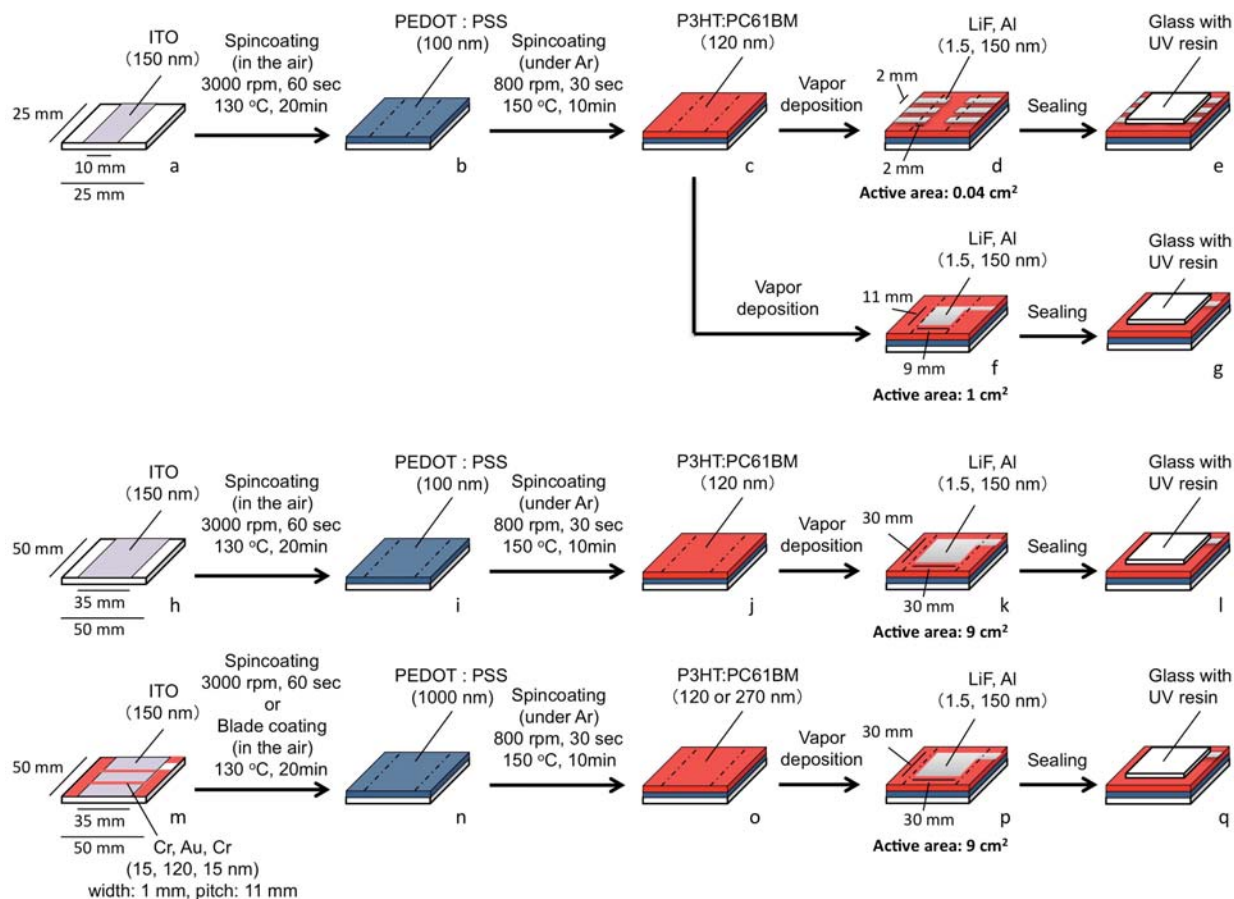 ITO
(150 nm)
25 mm
10 mm
25 mm
a
Spincoating
(in the air)
3000 rpm, 60 sec
130 °C, 20min
PEDOT : PSS
(100 nm)
b
Spincoating
(under Ar)
800 rpm, 30 sec
150 °C, 10min
P3HT:PC61BM
(120 nm)
c
Vapor
deposition
LiF, Al
(1.5, 150 nm)
2 mm
2 mm
d
Active area: 0.04 cm²
Sealing
Glass with
UV resin
e
Vapor
deposition
LiF, Al
(1.5, 150 nm)
11 mm
9 mm
f
Active area: 1 cm²
Sealing
Glass with
UV resin
g
ITO
(150 nm)
50 mm
35 mm
50 mm
h
Spincoating
(in the air)
3000 rpm, 60 sec
130 °C, 20min
PEDOT : PSS
(100 nm)
i
Spincoating
(under Ar)
800 rpm, 30 sec
150 °C, 10min
P3HT:PC61BM
(120 nm)
j
Vapor
deposition
LiF, Al
(1.5, 150 nm)
30 mm
30 mm
k
Active area: 9 cm²
Sealing
Glass with
UV resin
l
ITO
(150 nm)
50 mm
35 mm
50 mm
m
Cr, Au, Cr
(15, 120, 15 nm)
width: 1 mm, pitch: 11 mm
Spincoating
3000 rpm, 60 sec
or
Blade coating
(in the air)
130 °C, 20min
PEDOT : PSS
(1000 nm)
n
Spincoating
(under Ar)
800 rpm, 30 sec
150 °C, 10min
P3HT:PC61BM
(120 or 270 nm)
o
Vapor
deposition
LiF, Al
(1.5, 150 nm)
30 mm
30 mm
p
Active area: 9 cm²
Sealing
Glass with
UV resin
q